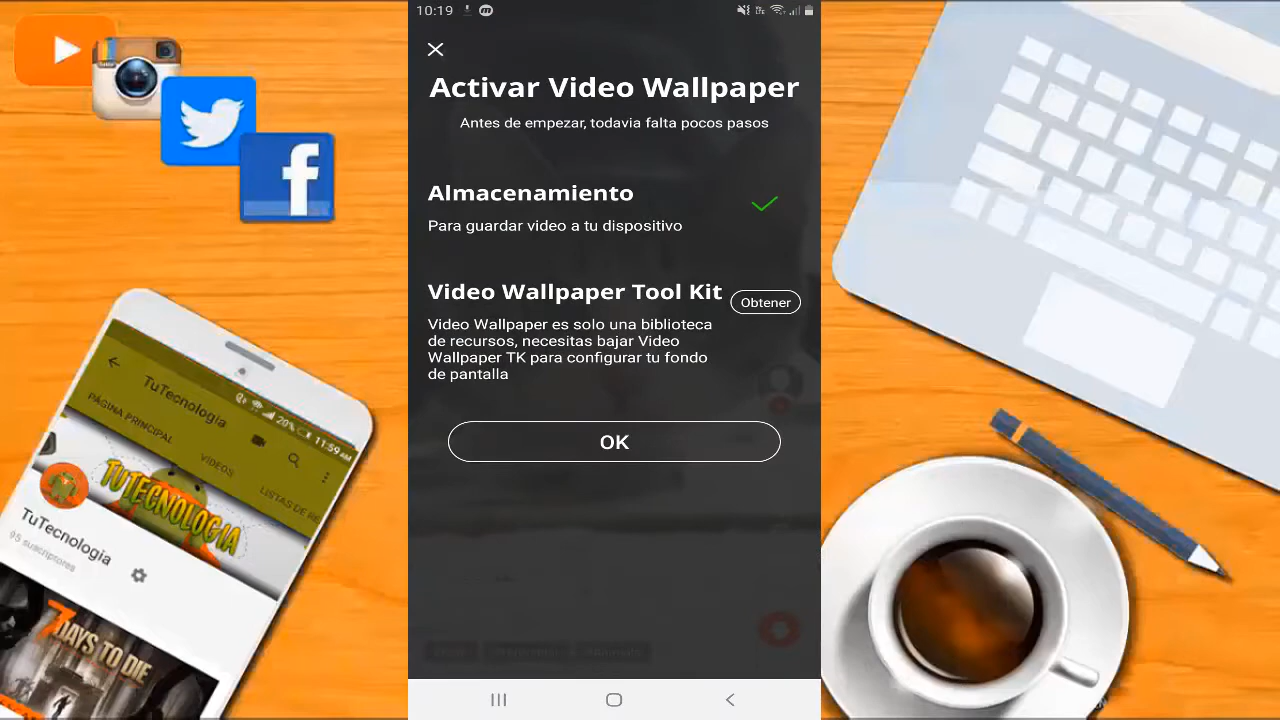 10:19
Activar Video Wallpaper
Antes de empezar, todavia falta pocos pasos
Almacenamiento
Para guardar video a tu dispositivo
Video Wallpaper Tool Kit
Obtener
Video Wallpaper es solo una biblioteca
de recursos, necesitas bajar Video
Wallpaper TK para configurar tu fondo
de pantalla
OK
20% 11:59 AM
TuTecnologia
PÁGINA PRINCIPAL
VIDEOS
LISTAS DE RE
TUTECNOLOGIA
TuTecnologia
95 suscriptores
7
DAYS TO DIE